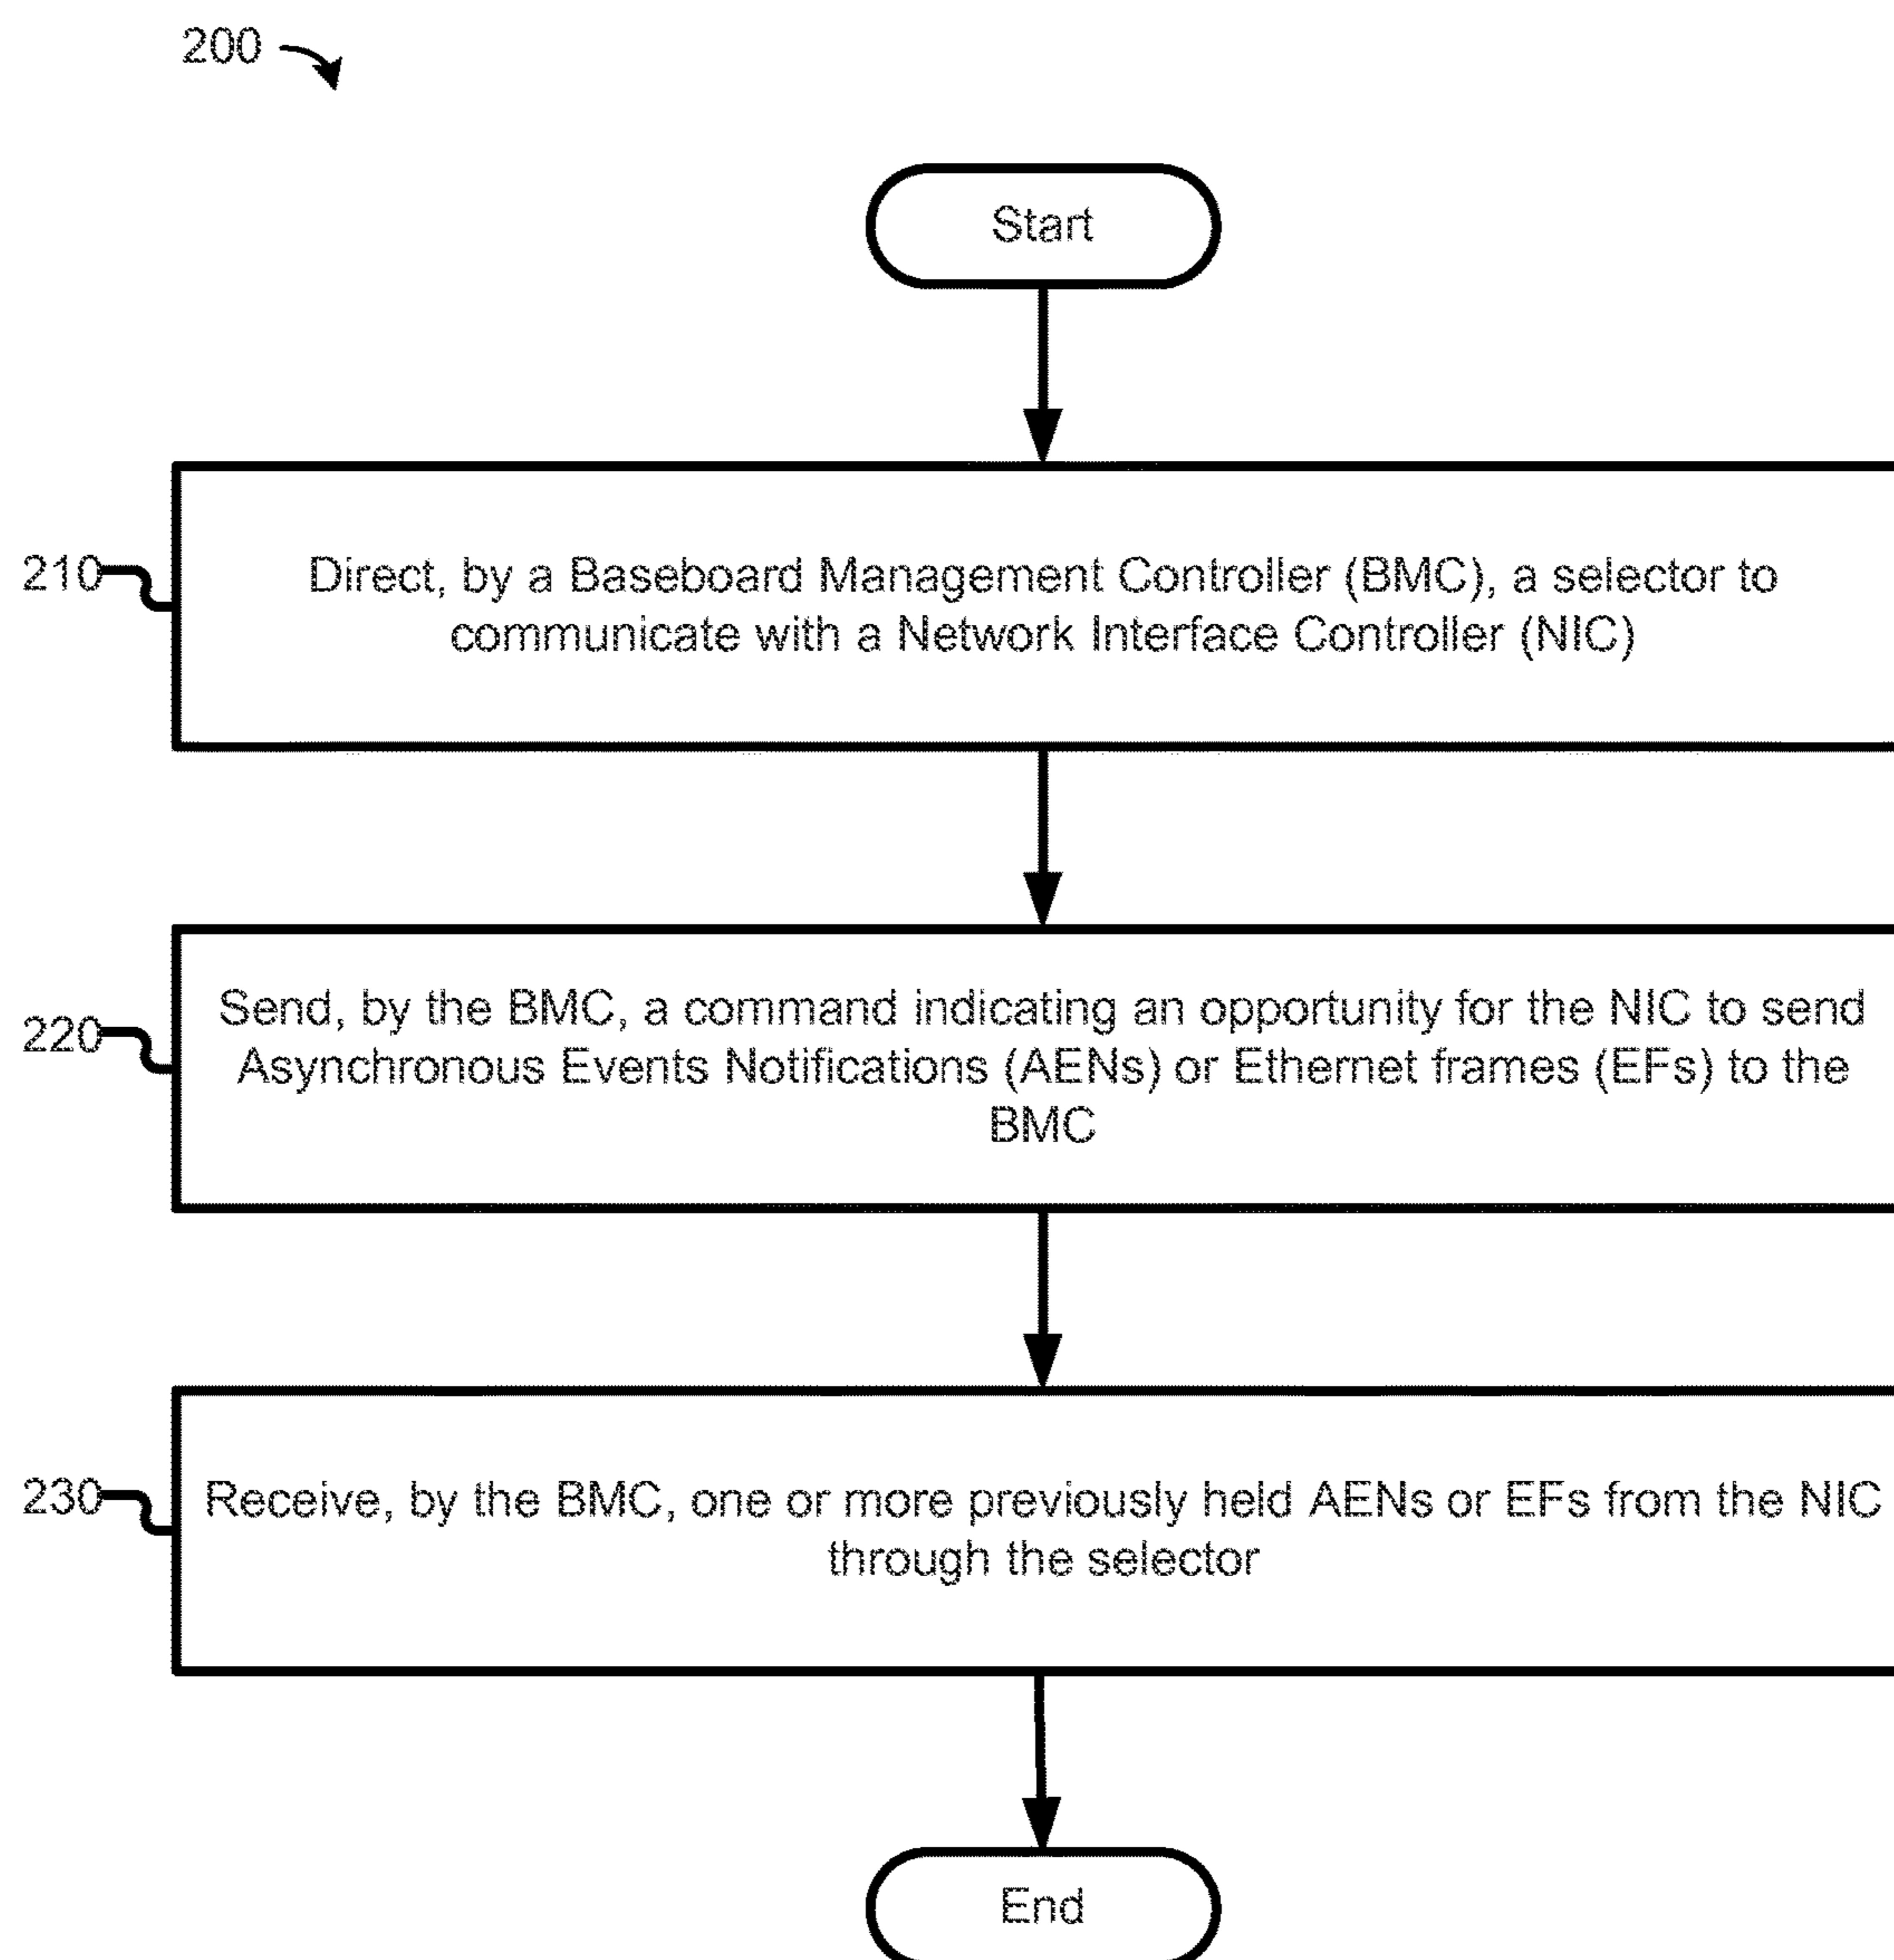 200
Start
210
Direct, by a Baseboard Management Controller (BMC), a selector to
communicate with a Network Interface Controller (NIC)
220
Send, by the BMC, a command indicating an opportunity for the NIC to send
Asynchronous Events Notifications (AENs) or Ethernet frames (EFs) to the
BMC
230
Receive, by the BMC, one or more previously held AENs or EFs from the NIC
through the selector
End